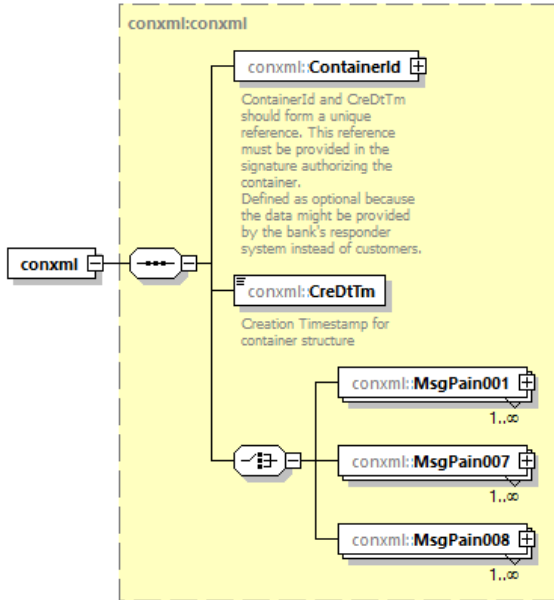 conxml:conxml
conxml::ContainerId
ContainerId and CreDtTm
should form a unique
reference. This reference
must be provided in the
signature authorizing the
container.
Defined as optional because
the data might be provided
by the bank's responder
system instead of customers.
conxml
conxml::CreDtTm
Creation Timestamp for
container structure
conxml::MsgPain001
1..∞
conxml::MsgPain007
1..∞
conxml::MsgPain008
1..∞